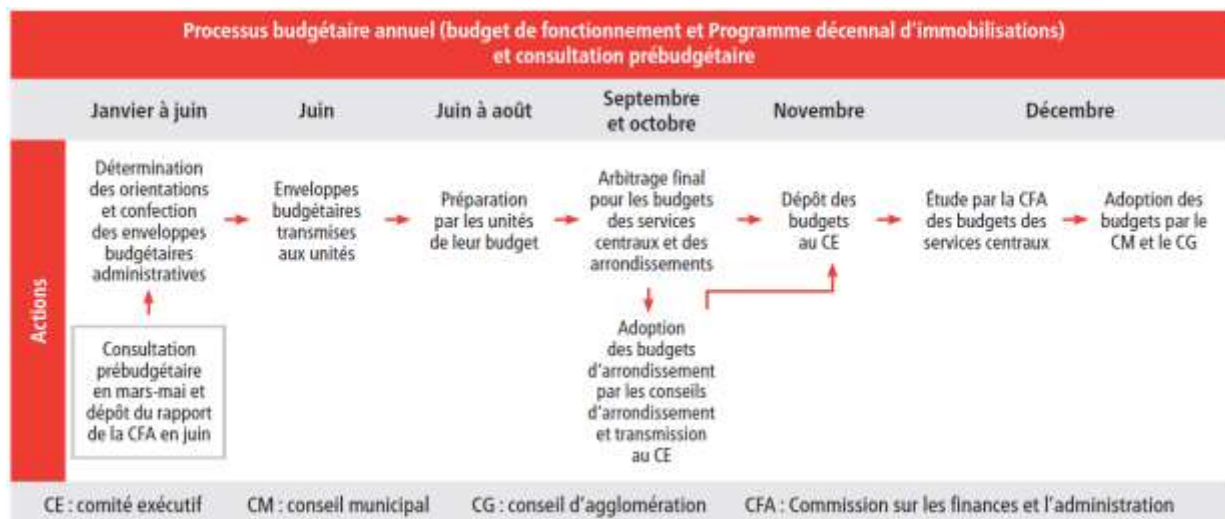 Processus budgétaire annuel (budget de fonctionnement et Programme décennal d'immobilisations)
et consultation prébudgétaire
Janvier à juin
Juin
Juin à août
Septembre
et octobre
Novembre
Décembre
Actions
Détermination
des orientations
et confection
des enveloppes
budgétaires
administratives
Enveloppes
budgétaires
transmises
aux unités
Préparation
par les unités
de leur budget
Arbitrage final
pour les budgets
des services
centraux et des
arrondissements
Dépôt des
budgets
au CE
Étude par la CFA
des budgets des
services centraux
Adoption des
budgets par le
CM et le CG
Consultation
prébudgétaire
en mars-mai et
dépôt du rapport
de la CFA en juin
Adoption
des budgets
d'arrondissement
par les conseils
d'arrondissement
et transmission
au CE
CE : comité exécutif
CM : conseil municipal
CG : conseil d'agglomération
CFA : Commission sur les finances et l'administration